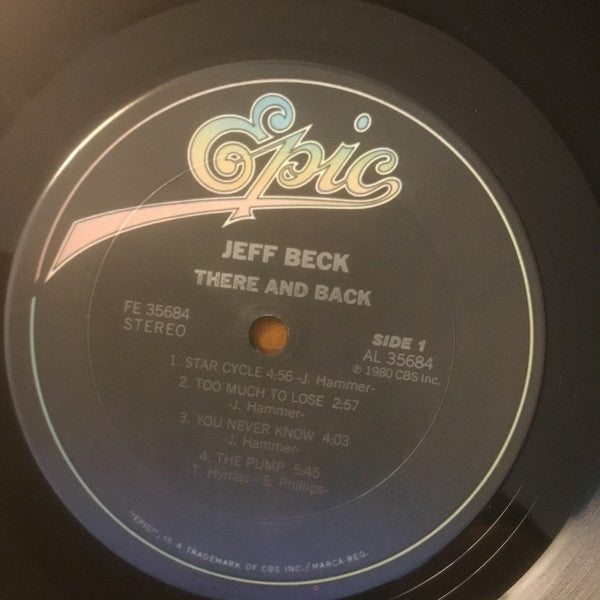 Epic
JEFF BECK
THERE AND BACK
FE 35684
STEREO
SIDE 1
AL 35684
℗ 1980 CBS Inc.
1. STAR CYCLE 4:56 -J. Hammer-
2. TOO MUCH TO LOSE 2:57
-J. Hammer-
3. YOU NEVER KNOW 4:03
-J. Hammer-
4. THE PUMP 5:45
T. Hymas - S. Phillips-
"EPIC", IS A TRADEMARK OF CBS INC./MARCA REG.